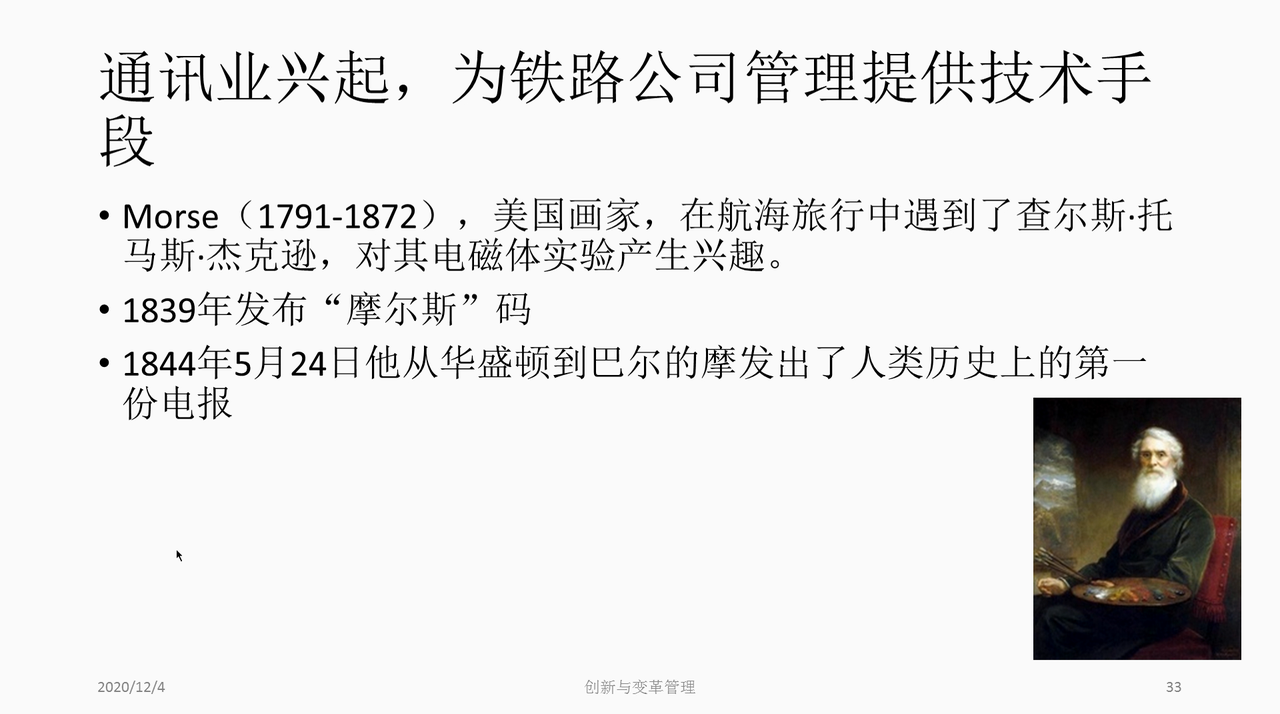 通讯业兴起，为铁路公司管理提供技术手
段
• Morse（1791-1872），美国画家，在航海旅行中遇到了查尔斯·托
马斯·杰克逊，对其电磁体实验产生兴趣。
• 1839年发布“摩尔斯”码
• 1844年5月24日他从华盛顿到巴尔的摩发出了人类历史上的第一
份电报
2020/12/4
创新与变革管理
33